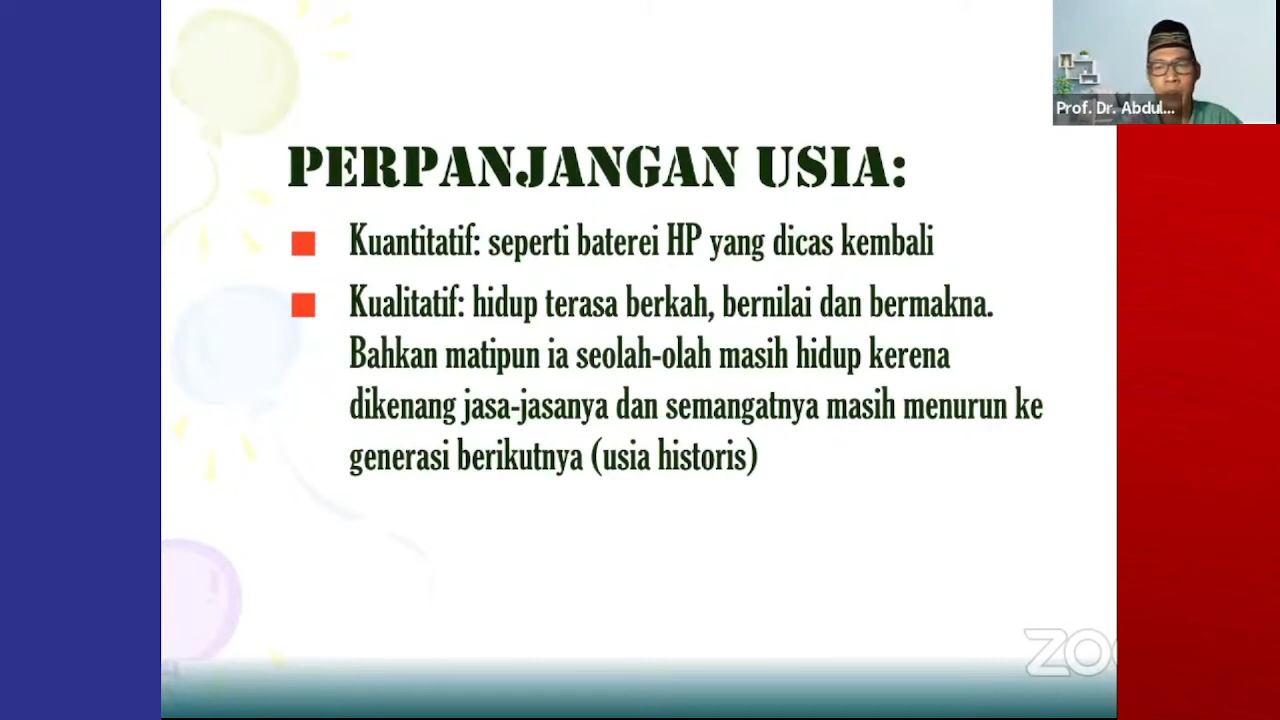 Prof. Dr. Abdul...
PERPANJANGAN USIA:
Kuantitatif: seperti baterei HP yang dicas kembali
Kualitatif: hidup terasa berkah, bernilai dan bermakna.
Bahkan matipun ia seolah-olah masih hidup kerena
dikenang jasa-jasanya dan semangatnya masih menurun ke
generasi berikutnya (usia historis)
ZO